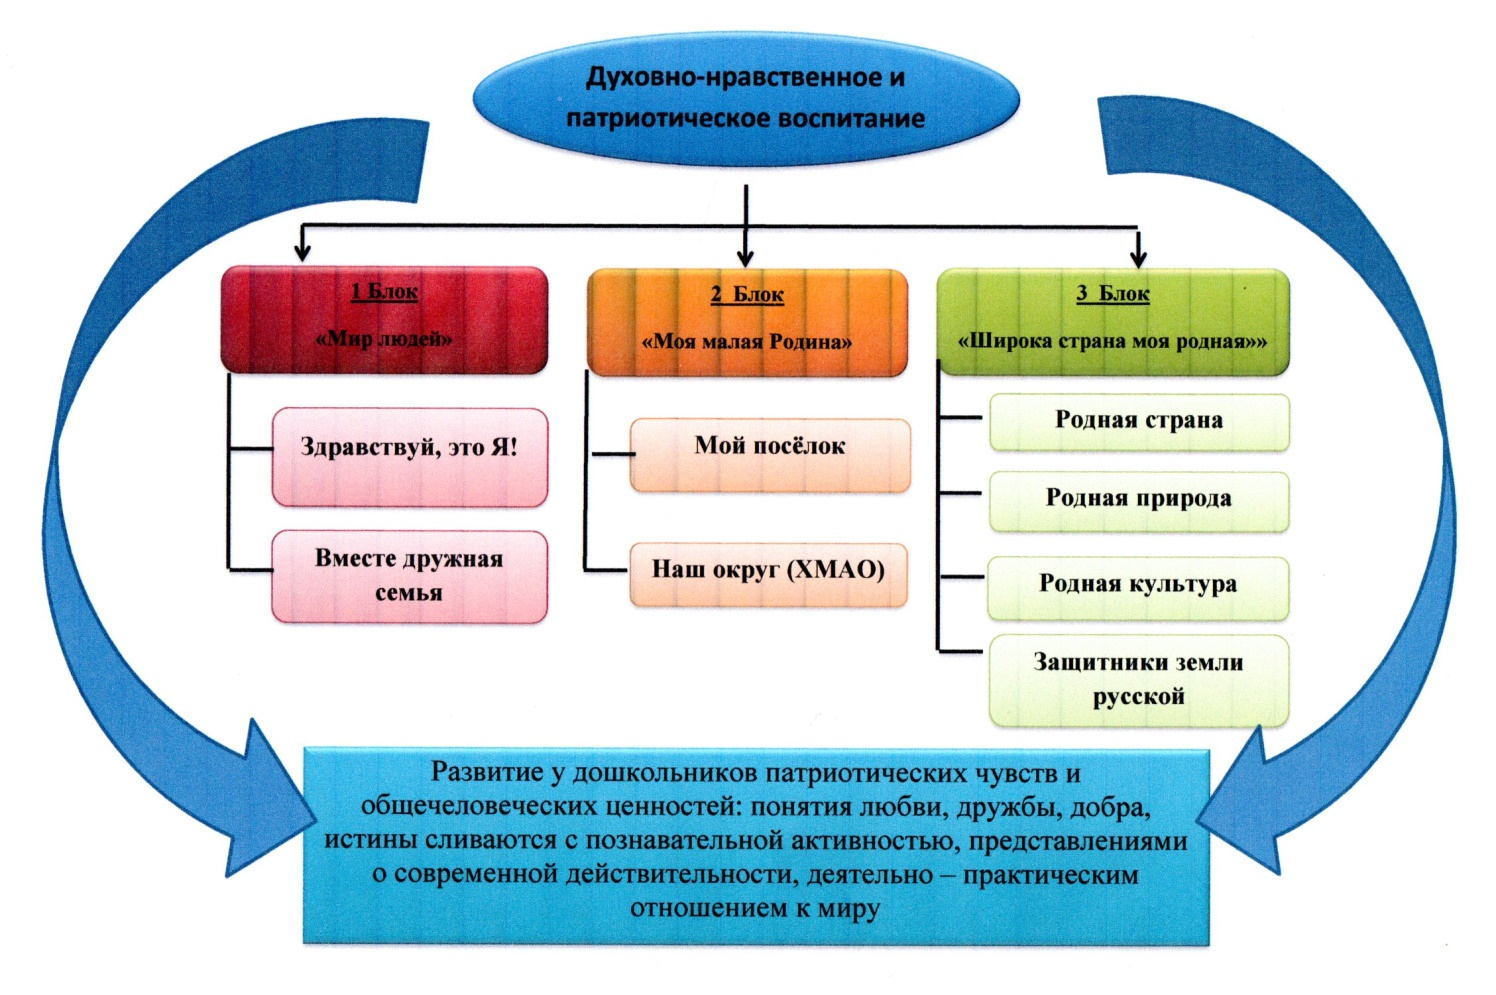 Духовно-нравственное и
патриотическое воспитание
1 Блок
«Мир людей»
Здравствуй, это Я!
Вместе дружная
семья
2 Блок
«Моя малая Родина»
Мой посёлок
Наш округ (ХМАО)
3 Блок
«Широка страна моя родная»»
Родная страна
Родная природа
Родная культура
Защитники земли
русской
Развитие у дошкольников патриотических чувств и
общечеловеческих ценностей: понятия любви, дружбы, добра,
истины сливаются с познавательной активностью, представлениями
о современной действительности, деятельно – практическим
отношением к миру